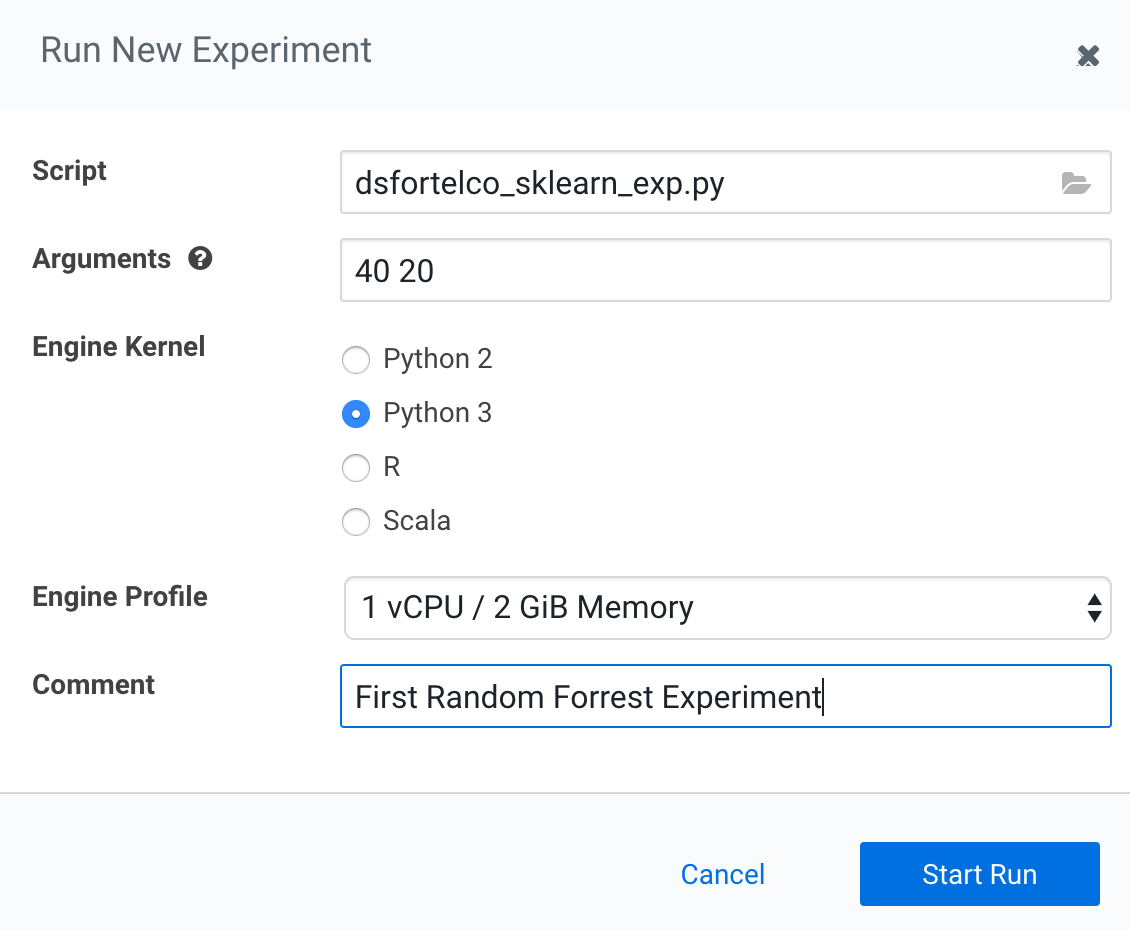 Run New Experiment
Script
dsfortelco_sklearn_exp.py
Arguments
40 20
Engine Kernel
Python 2
Python 3
R
Scala
Engine Profile
1 vCPU / 2 GiB Memory
Comment
First Random Forrest Experiment
Cancel
Start Run